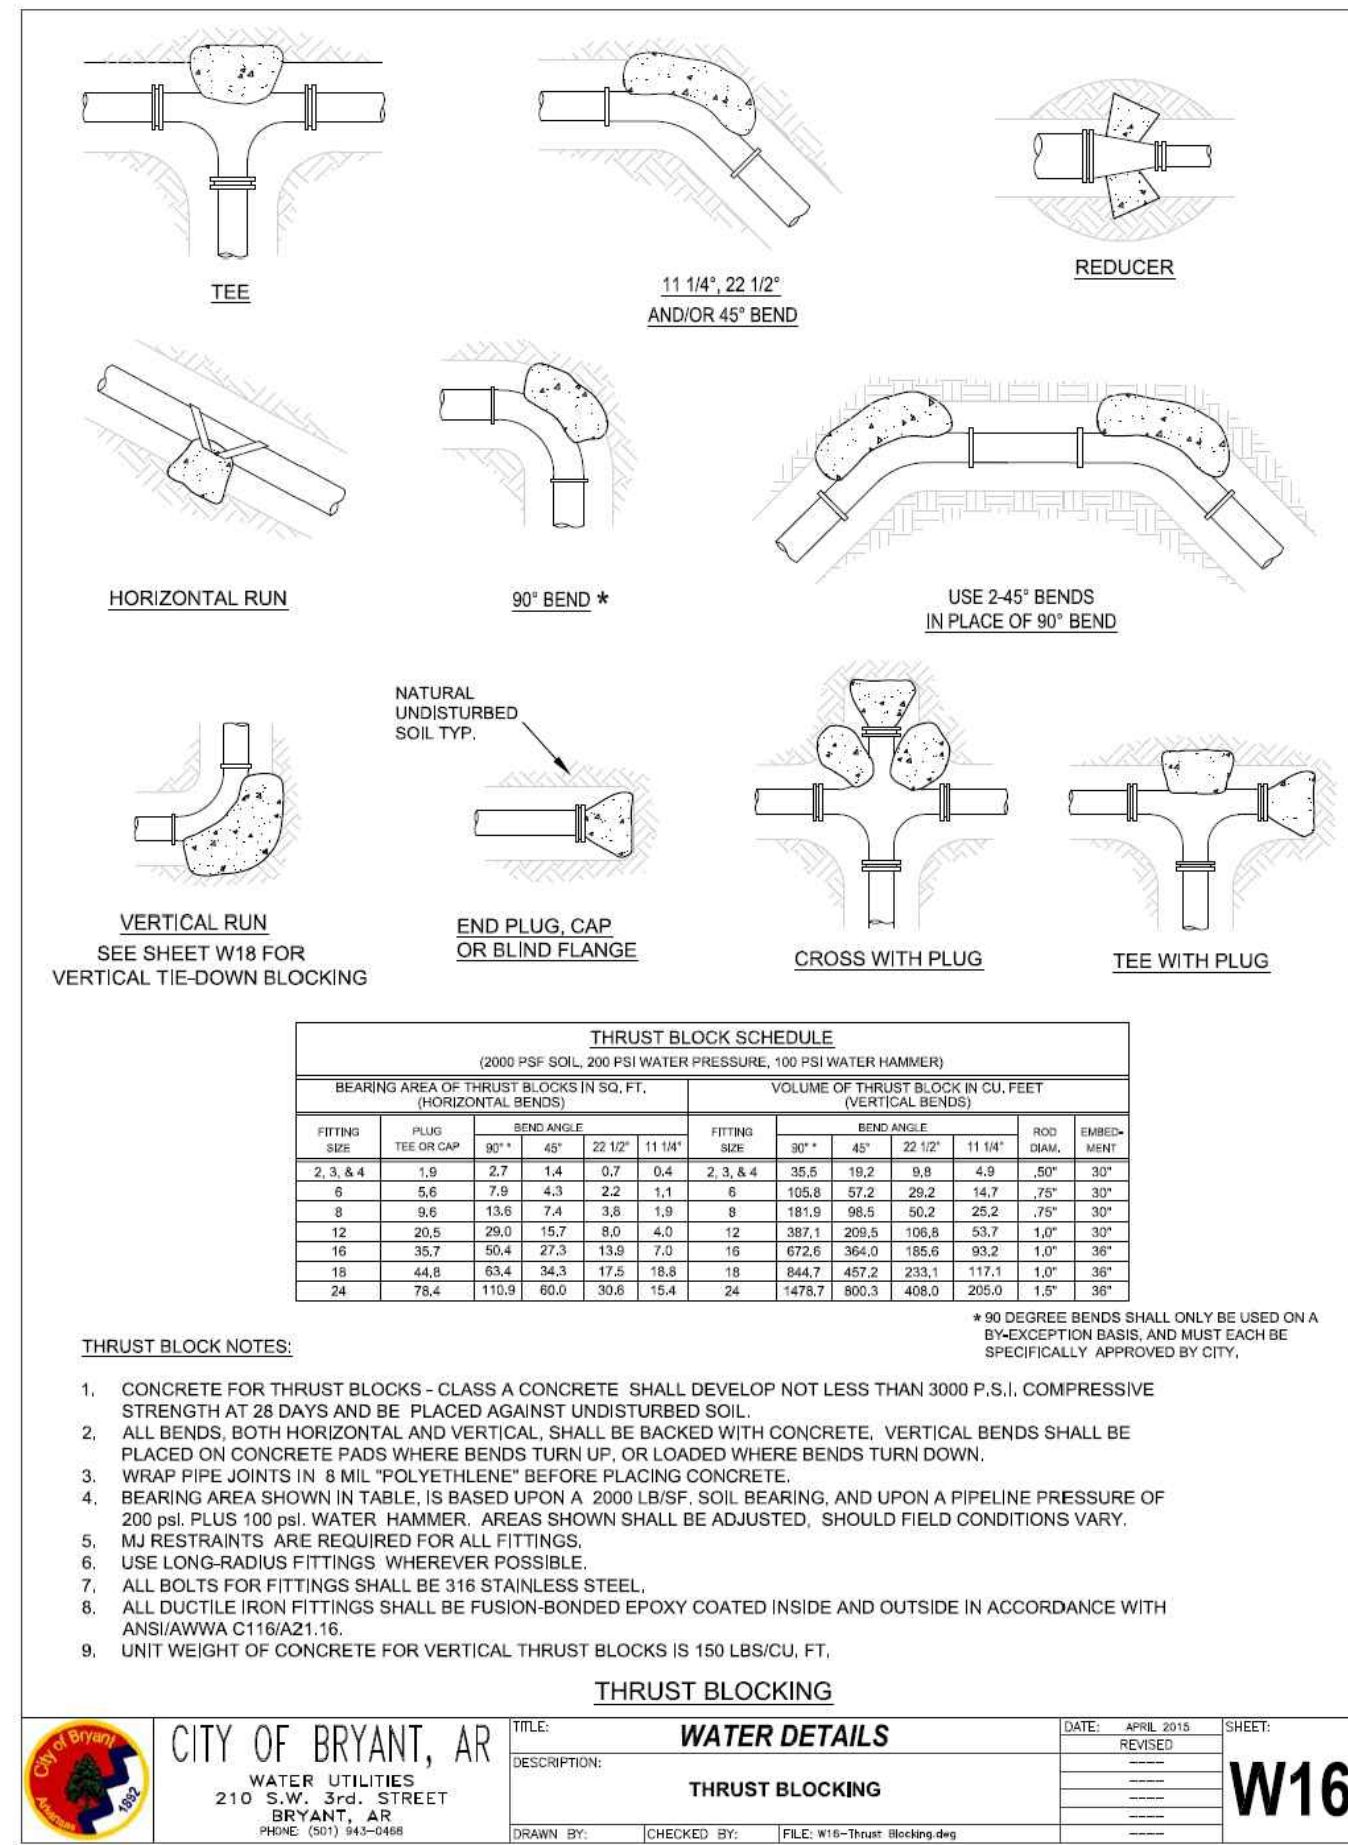 TEE
11 1/4°, 22 1/2°
AND/OR 45° BEND
REDUCER
HORIZONTAL RUN
90° BEND *
USE 2-45° BENDS
IN PLACE OF 90° BEND
NATURAL
UNDISTURBED
SOIL TYP.
VERTICAL RUN
SEE SHEET W18 FOR
VERTICAL TIE-DOWN BLOCKING
END PLUG, CAP
OR BLIND FLANGE
CROSS WITH PLUG
TEE WITH PLUG
THRUST BLOCK SCHEDULE
(2000 PSF SOIL, 200 PSI WATER PRESSURE, 100 PSI WATER HAMMER)
BEARING AREA OF THRUST BLOCKS IN SQ. FT. VOLUME OF THRUST BLOCK IN CU. FEET
(HORIZONTAL BENDS) (VERTICAL BENDS)
FITTING PLUG BEND ANGLE FITTING BEND ANGLE ROD EMBED-
SIZE TEE OR CAP 90° * 45° 22 1/2° 11 1/4° SIZE 90° * 45° 22 1/2° 11 1/4° DIAM. MENT
2, 3, & 4 1.9 2.7 1.4 0.7 0.4 2, 3, & 4 35.5 19.2 9.8 4.9 .50" 30"
6 5.6 7.9 4.3 2.2 1.1 6 105.8 57.2 29.2 14.7 .75" 30"
8 9.6 13.6 7.4 3.8 1.9 8 181.9 98.5 50.2 25.2 .75" 30"
12 20.5 29.0 15.7 8.0 4.0 12 387.1 209.5 106.8 53.7 1.0" 30"
16 35.7 50.4 27.3 13.9 7.0 16 672.6 364.0 185.6 93.2 1.0" 36"
18 44.8 63.4 34.3 17.5 18.8 18 844.7 457.2 233.1 117.1 1.0" 36"
24 78.4 110.9 60.0 30.6 15.4 24 1478.7 800.3 408.0 205.0 1.5" 36"
* 90 DEGREE BENDS SHALL ONLY BE USED ON A
BY-EXCEPTION BASIS, AND MUST EACH BE
SPECIFICALLY APPROVED BY CITY.
THRUST BLOCK NOTES:
1. CONCRETE FOR THRUST BLOCKS - CLASS A CONCRETE SHALL DEVELOP NOT LESS THAN 3000 P.S.I. COMPRESSIVE
STRENGTH AT 28 DAYS AND BE PLACED AGAINST UNDISTURBED SOIL.
2. ALL BENDS, BOTH HORIZONTAL AND VERTICAL, SHALL BE BACKED WITH CONCRETE, VERTICAL BENDS SHALL BE
PLACED ON CONCRETE PADS WHERE BENDS TURN UP, OR LOADED WHERE BENDS TURN DOWN.
3. WRAP PIPE JOINTS IN 8 MIL "POLYETHLENE" BEFORE PLACING CONCRETE.
4. BEARING AREA SHOWN IN TABLE, IS BASED UPON A 2000 LB/SF. SOIL BEARING, AND UPON A PIPELINE PRESSURE OF
200 psi. PLUS 100 psi. WATER HAMMER. AREAS SHOWN SHALL BE ADJUSTED, SHOULD FIELD CONDITIONS VARY.
5. MJ RESTRAINTS ARE REQUIRED FOR ALL FITTINGS.
6. USE LONG-RADIUS FITTINGS WHEREVER POSSIBLE.
7. ALL BOLTS FOR FITTINGS SHALL BE 316 STAINLESS STEEL.
8. ALL DUCTILE IRON FITTINGS SHALL BE FUSION-BONDED EPOXY COATED INSIDE AND OUTSIDE IN ACCORDANCE WITH
ANSI/AWWA C116/A21.16.
9. UNIT WEIGHT OF CONCRETE FOR VERTICAL THRUST BLOCKS IS 150 LBS/CU. FT.
THRUST BLOCKING
City of Bryant
Arkansas
1892
CITY OF BRYANT, AR
WATER UTILITIES
210 S.W. 3rd. STREET
BRYANT, AR
PHONE: (501) 943-0468
TITLE:
WATER DETAILS
DESCRIPTION:
THRUST BLOCKING
DRAWN BY: CHECKED BY: FILE: W16-Thrust Blocking.dwg
DATE: APRIL 2015
REVISED
----
----
----
----
----
SHEET:
W16